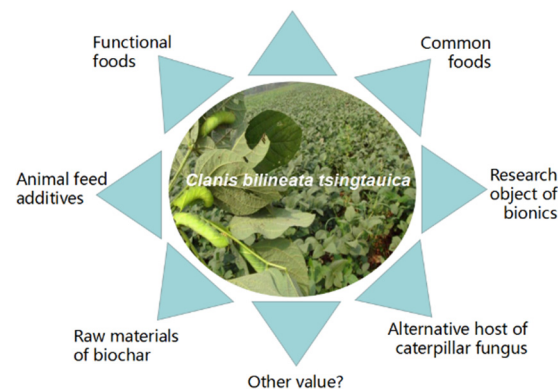 Functional
foods
Common
foods
Animal feed
additives
Clanis bilineata tsingtauica
Research
object of
bionics
Raw materials
of biochar
Alternative host of
caterpillar fungus
Other value?